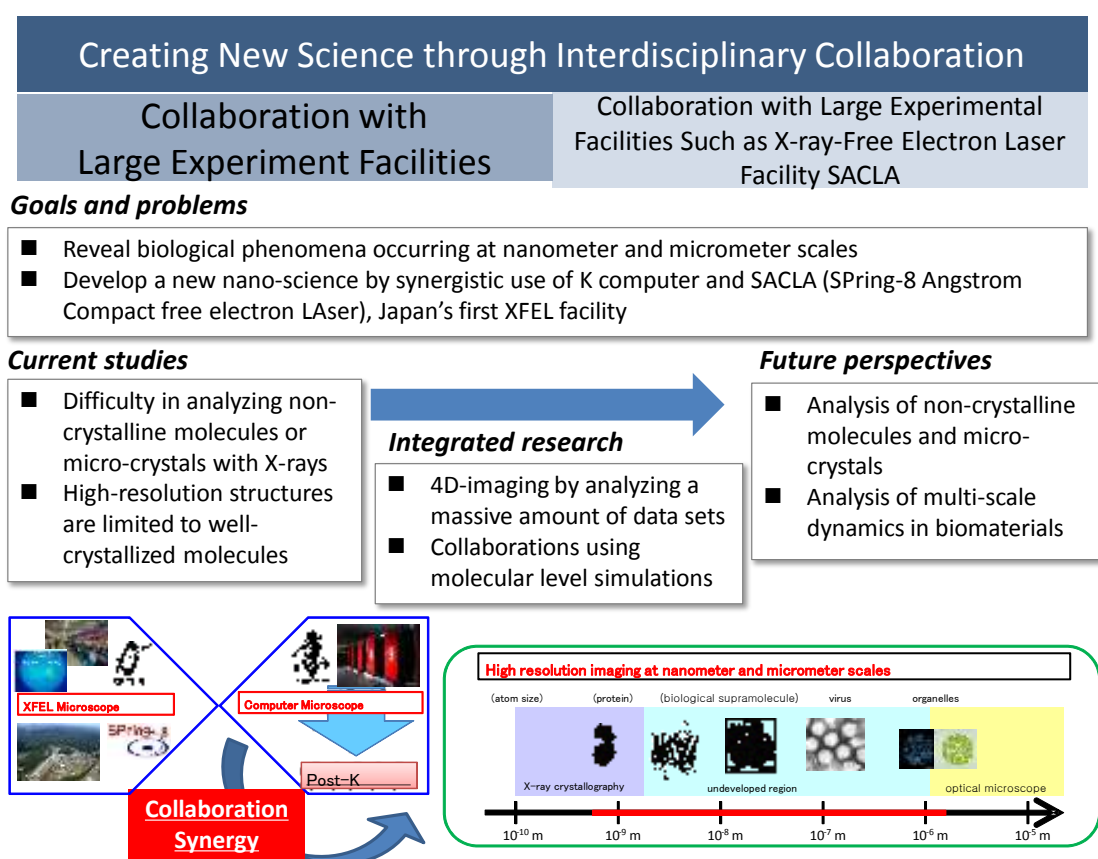 Creating New Science through Interdisciplinary Collaboration
Collaboration with
Large Experiment Facilities
Collaboration with Large Experimental
Facilities Such as X-ray-Free Electron Laser
Facility SACLA
Goals and problems
■ Reveal biological phenomena occurring at nanometer and micrometer scales
■ Develop a new nano-science by synergistic use of K computer and SACLA (SPring-8 Angstrom
Compact free electron LAser), Japan's first XFEL facility
Current studies
■ Difficulty in analyzing non-
crystalline molecules or
micro-crystals with X-rays
■ High-resolution structures
are limited to well-
crystallized molecules
Integrated research
■ 4D-imaging by analyzing a
massive amount of data sets
■ Collaborations using
molecular level simulations
Future perspectives
■ Analysis of non-crystalline
molecules and micro-
crystals
■ Analysis of multi-scale
dynamics in biomaterials
XFEL Microscope
Computer Microscope
SPring-8
Post-K
Collaboration
Synergy
High resolution imaging at nanometer and micrometer scales
(atom size) (protein) (biological supramolecule) virus organelles
X-ray crystallography undeveloped region optical microscope
10⁻¹⁰ m 10⁻⁹ m 10⁻⁸ m 10⁻⁷ m 10⁻⁶ m 10⁻⁵ m